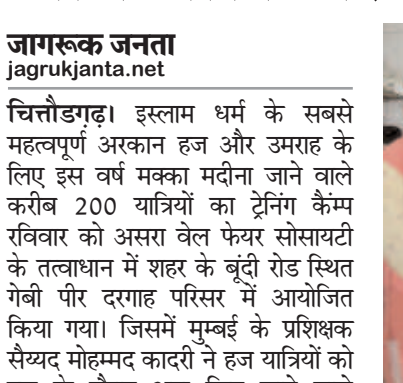 जागरूक जनता
jagrukjanta.net
चित्तौडगढ़। इस्लाम धर्म के सबसे
महत्वपूर्ण अरकान हज और उमराह के
लिए इस वर्ष मक्का मदीना जाने वाले
करीब 200 यात्रियों का ट्रेनिंग कैंम्प
रविवार को असरा वेल फेयर सोसायटी
के तत्वाधान में शहर के बूंदी रोड स्थित
गेबी पीर दरगाह परिसर में आयोजित
किया गया। जिसमें मुम्बई के प्रशिक्षक
सैय्यद मोहम्मद कादरी ने हज यात्रियों को